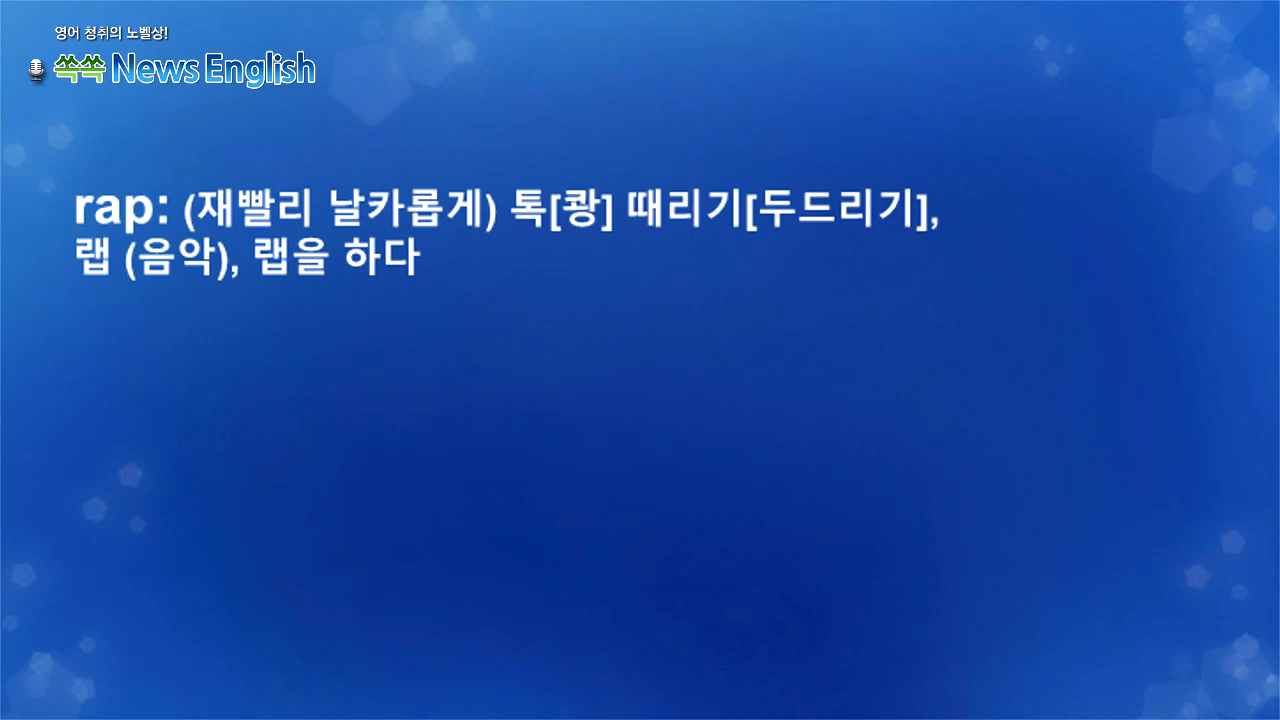 영어 청취의 노벨상!
쏙쏙 News English
rap: (재빨리 날카롭게) 톡[쾅] 때리기[두드리기],
랩 (음악), 랩을 하다